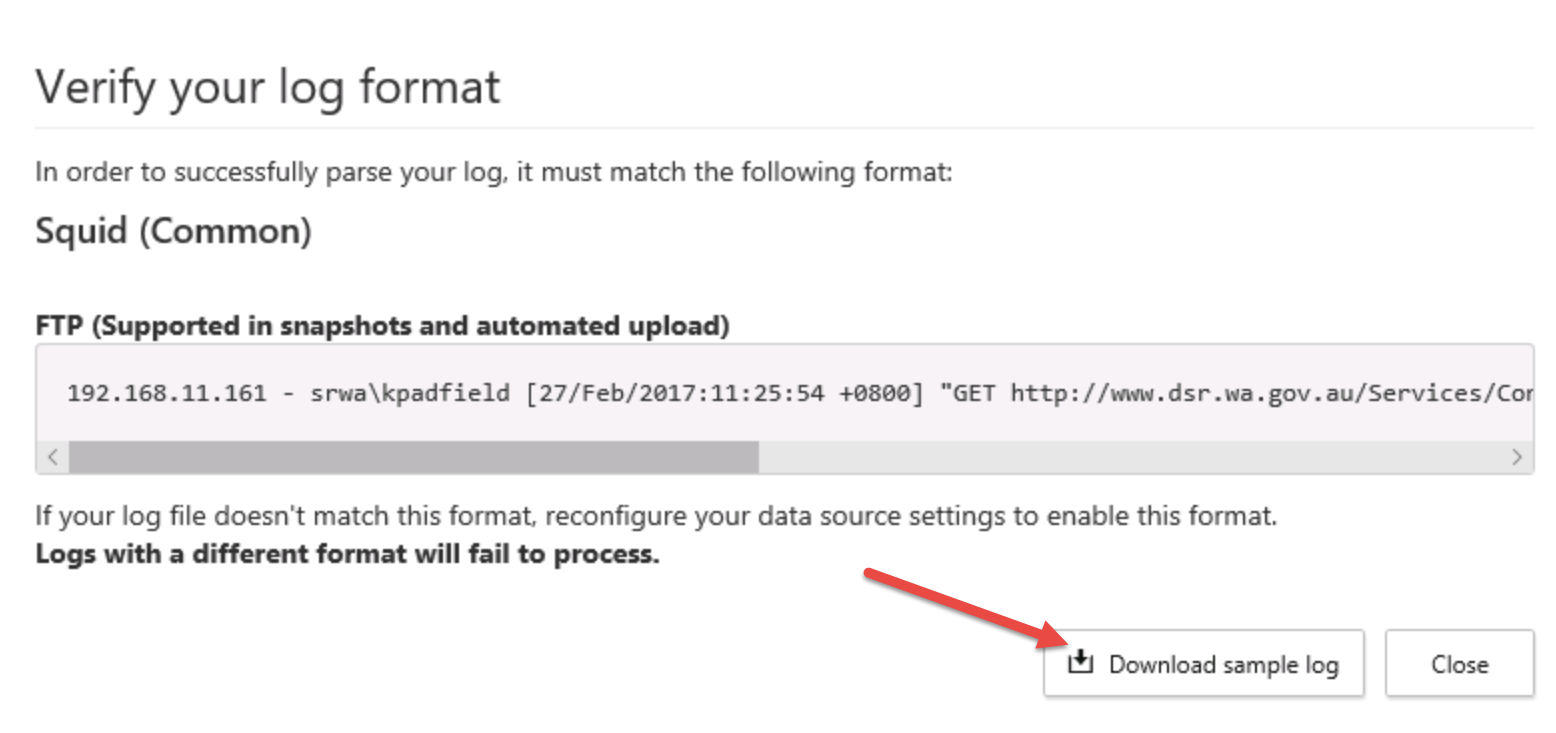 Verify your log format
In order to successfully parse your log, it must match the following format:
Squid (Common)
FTP (Supported in snapshots and automated upload)
192.168.11.161 - srwa\kpadfield [27/Feb/2017:11:25:54 +0800] "GET http://www.dsr.wa.gov.au/Services/Con
If your log file doesn't match this format, reconfigure your data source settings to enable this format.
Logs with a different format will fail to process.
Download sample log
Close